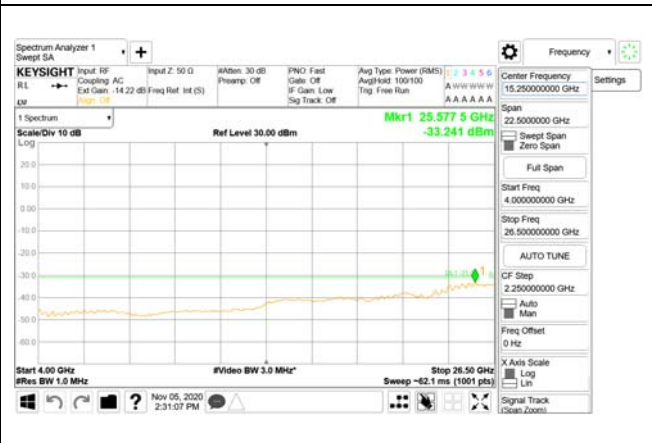 Spectrum Analyzer 1
Swept SA
Frequency
KEYSIGHT
RL
Input: RF
Coupling: AC
Ext Gain: -14.22 dB
Align: Off
Input Z: 50 Ω
Freq Ref: Int (S)
#Atten: 30 dB
Preamp: Off
PNO: Fast
Gate: Off
IF Gain: Low
Sig Track: Off
Avg Type: Power (RMS)
Avg|Hold: 100/100
Trig: Free Run
1 2 3 4 5 6
A W W W W W
A A A A A A
Center Frequency
15.250000000 GHz
Settings
Span
22.5000000 GHz
Swept Span
Zero Span
Full Span
Start Freq
4.000000000 GHz
Stop Freq
26.500000000 GHz
AUTO TUNE
CF Step
2.250000000 GHz
Auto
Man
Freq Offset
0 Hz
X Axis Scale
Log
Lin
Signal Track
(Span Zoom)
1 Spectrum
Scale/Div 10 dB
Log
Ref Level 30.00 dBm
Mkr1 25.577 5 GHz
-33.241 dBm
20.0
10.0
0.00
-10.0
-20.0
-30.0
-40.0
-50.0
-60.0
1
Start 4.00 GHz
#Res BW 1.0 MHz
#Video BW 3.0 MHz*
Stop 26.50 GHz
Sweep ~62.1 ms (1001 pts)
?
Nov 05, 2020
2:31:07 PM